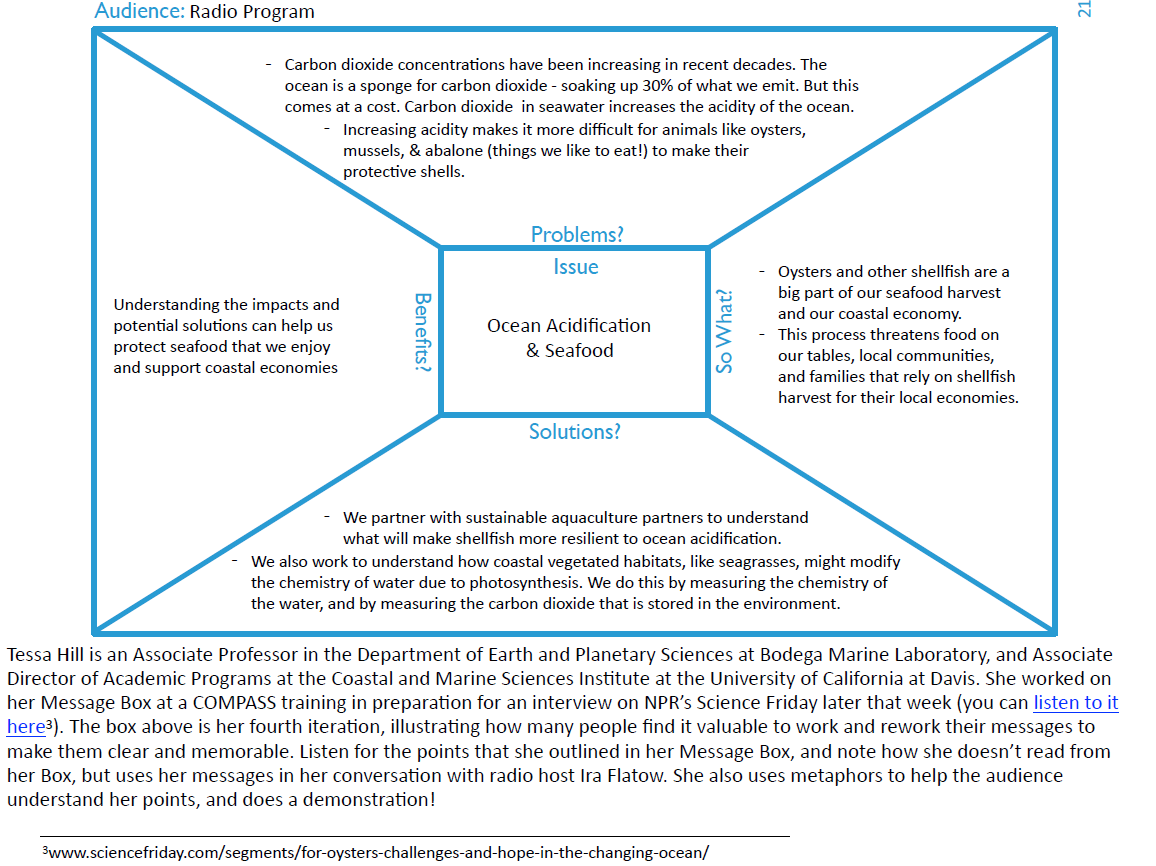 Audience: Radio Program
21
- Carbon dioxide concentrations have been increasing in recent decades. The
ocean is a sponge for carbon dioxide - soaking up 30% of what we emit. But this
comes at a cost. Carbon dioxide in seawater increases the acidity of the ocean.
- Increasing acidity makes it more difficult for animals like oysters,
mussels, & abalone (things we like to eat!) to make their
protective shells.
Problems?
Issue
Ocean Acidification
& Seafood
Benefits?
Understanding the impacts and
potential solutions can help us
protect seafood that we enjoy
and support coastal economies
So What?
- Oysters and other shellfish are a
big part of our seafood harvest
and our coastal economy.
- This process threatens food on
our tables, local communities,
and families that rely on shellfish
harvest for their local economies.
Solutions?
- We partner with sustainable aquaculture partners to understand
what will make shellfish more resilient to ocean acidification.
- We also work to understand how coastal vegetated habitats, like seagrasses, might modify
the chemistry of water due to photosynthesis. We do this by measuring the chemistry of
the water, and by measuring the carbon dioxide that is stored in the environment.
Tessa Hill is an Associate Professor in the Department of Earth and Planetary Sciences at Bodega Marine Laboratory, and Associate
Director of Academic Programs at the Coastal and Marine Sciences Institute at the University of California at Davis. She worked on
her Message Box at a COMPASS training in preparation for an interview on NPR's Science Friday later that week (you can listen to it
here³). The box above is her fourth iteration, illustrating how many people find it valuable to work and rework their messages to
make them clear and memorable. Listen for the points that she outlined in her Message Box, and note how she doesn't read from
her Box, but uses her messages in her conversation with radio host Ira Flatow. She also uses metaphors to help the audience
understand her points, and does a demonstration!
³www.sciencefriday.com/segments/for-oysters-challenges-and-hope-in-the-changing-ocean/